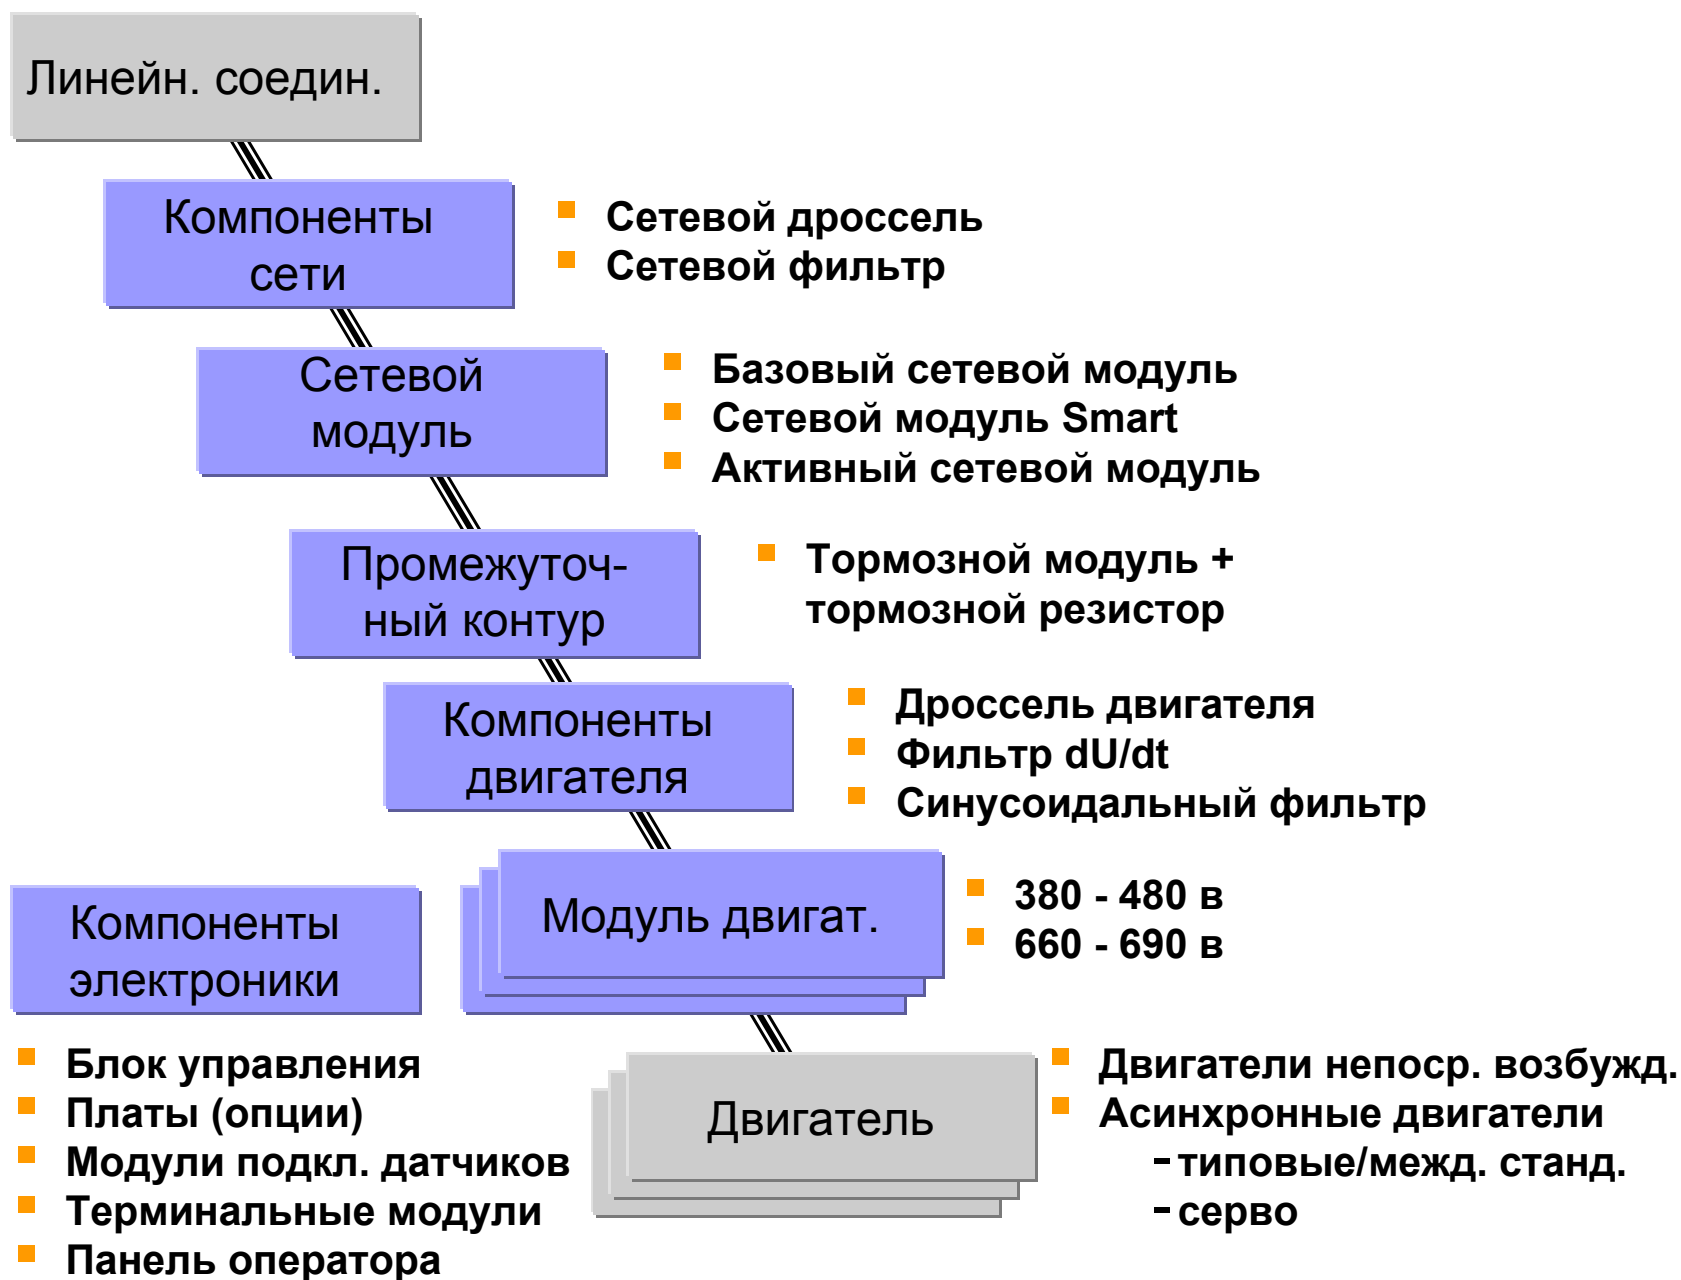 Линейн. соедин.
Компоненты
сети
Сетевой дроссель
Сетевой фильтр
Сетевой
модуль
Базовый сетевой модуль
Сетевой модуль Smart
Активный сетевой модуль
Промежуточ-
ный контур
Тормозной модуль +
тормозной резистор
Компоненты
двигателя
Дроссель двигателя
Фильтр dU/dt
Синусоидальный фильтр
Модуль двигат.
380 - 480 в
660 - 690 в
Компоненты
электроники
Блок управления
Платы (опции)
Модули подкл. датчиков
Терминальные модули
Панель оператора
Двигатель
Двигатели непоср. возбужд.
Асинхронные двигатели
- типовые/межд. станд.
- серво